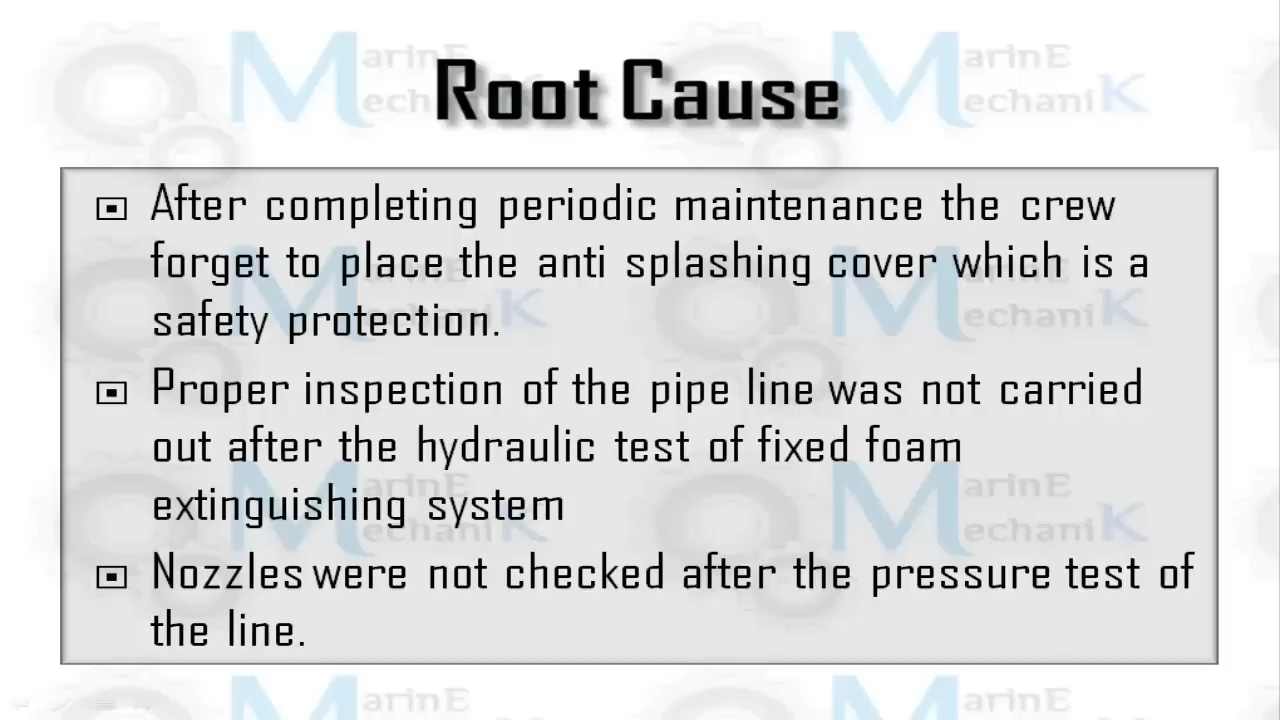 Root Cause
After completing periodic maintenance the crew
forget to place the anti splashing cover which is a
safety protection.
Proper inspection of the pipe line was not carried
out after the hydraulic test of fixed foam
extinguishing system
Nozzles were not checked after the pressure test of
the line.
MarinE
MechaniK